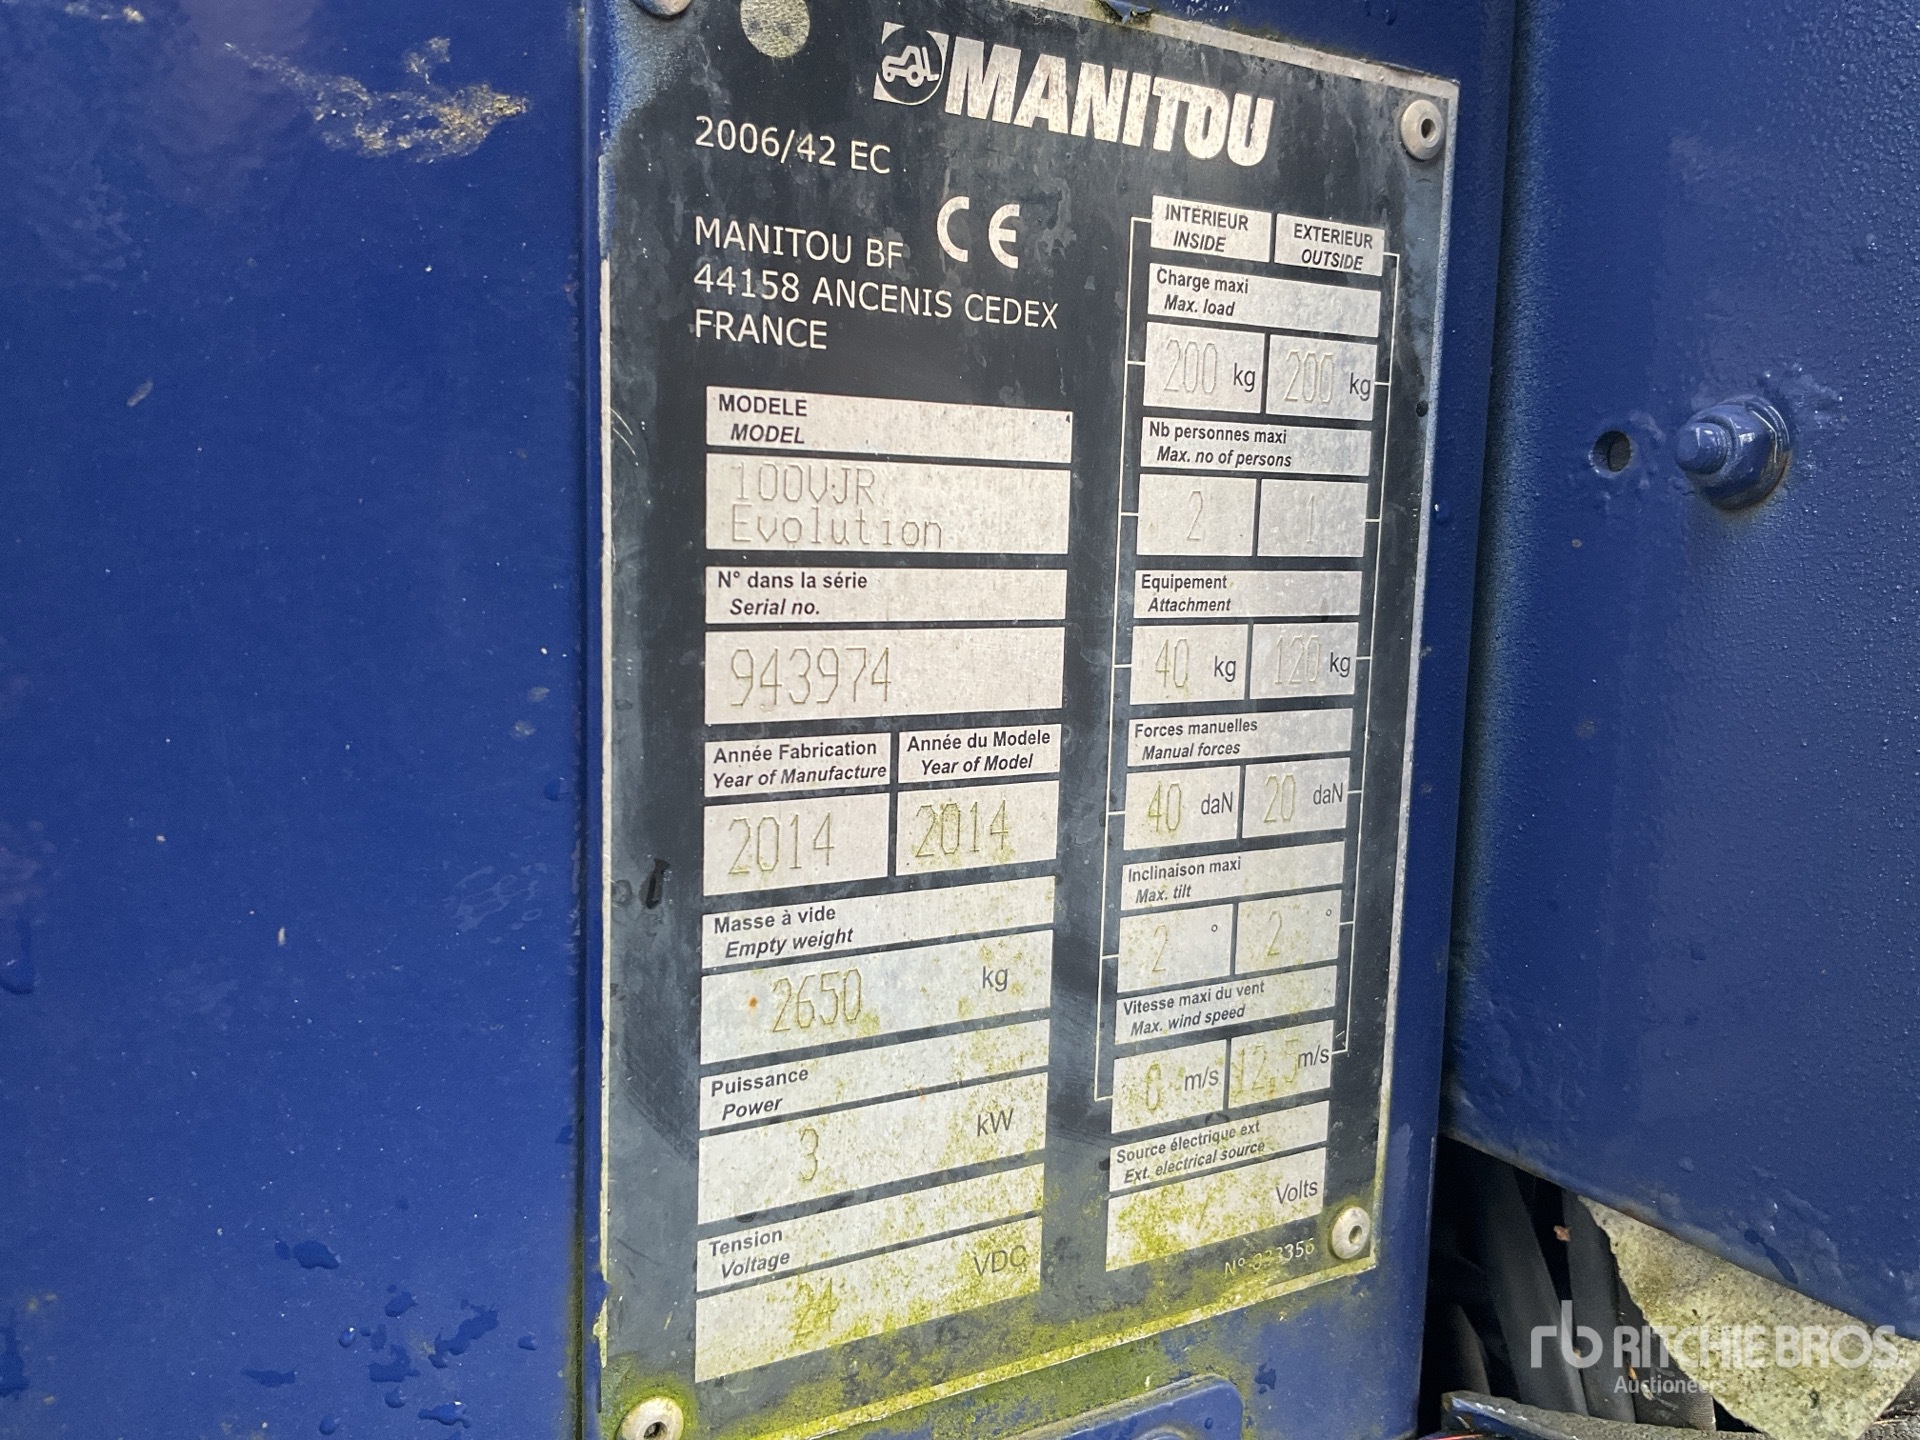 MANITOU
2006/42 EC
MANITOU BF CE
44158 ANCENIS CEDEX
FRANCE
MODELE
MODEL
100VJR
Evolution
N° dans la série
Serial no.
943974
Année Fabrication
Year of Manufacture
2014
Année du Modele
Year of Model
2014
Masse à vide
Empty weight
2650 kg
Puissance
Power
3 kW
Tension
Voltage
24 VDC
INTERIEUR
INSIDE
EXTERIEUR
OUTSIDE
Charge maxi
Max. load
200 kg 200 kg
Nb personnes maxi
Max. no of persons
2 1
Equipement
Attachment
40 kg 120 kg
Forces manuelles
Manual forces
40 daN 20 daN
Inclinaison maxi
Max. tilt
2 ° 2 °
Vitesse maxi du vent
Max. wind speed
0 m/s 12,5 m/s
Source électrique ext
Ext. electrical source
Volts
N°
rb RITCHIE BROS
Auctioneers